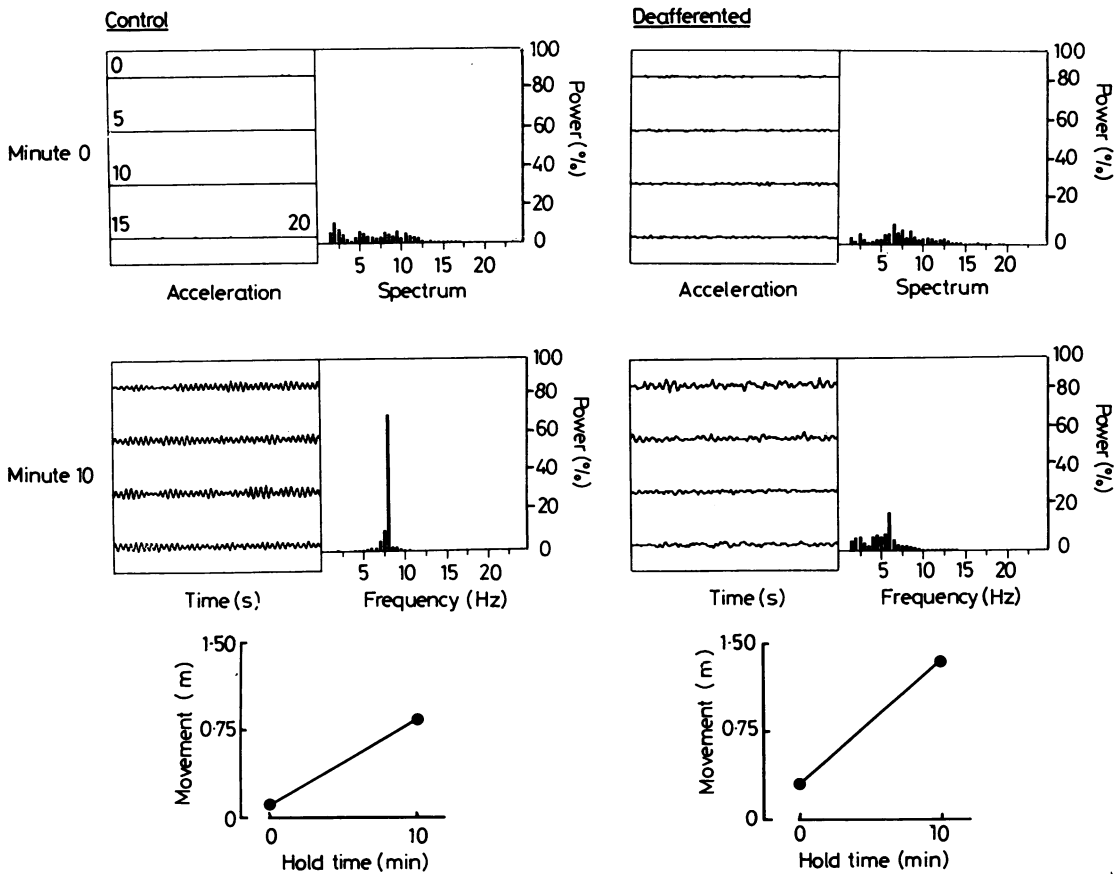 Control
Deafferented
Minute 0
0
5
10
15 20
100
80
60
40
20
0
Power (%)
5 10 15 20
Acceleration
Spectrum
100
80
60
40
20
0
Power (%)
5 10 15 20
Acceleration
Spectrum
Minute 10
100
80
60
40
20
0
Power (%)
5 10 15 20
Time (s)
Frequency (Hz)
100
80
60
40
20
0
Power (%)
5 10 15 20
Time (s)
Frequency (Hz)
Movement (m)
1·50
0·75
0
0 10
Hold time (min)
Movement (m)
1·50
0·75
0
0 10
Hold time (min)